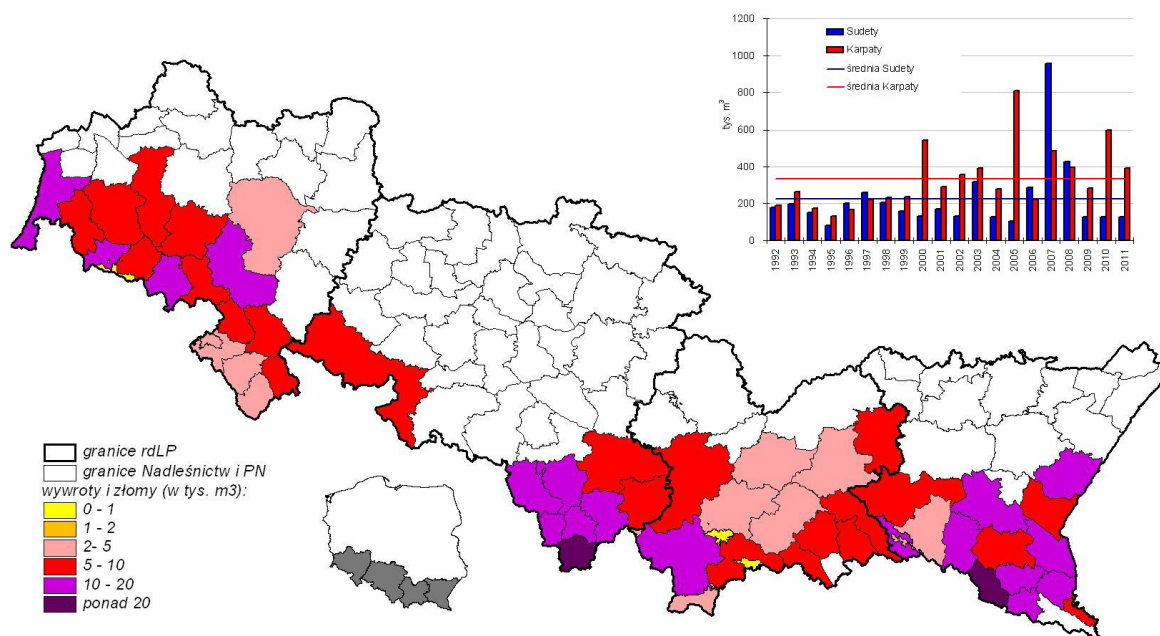 1200
1000
800
600
400
200
0
tys. m³
Sudety
Karpaty
średnia Sudety
średnia Karpaty
1992
1993
1994
1995
1996
1997
1998
1999
2000
2001
2002
2003
2004
2005
2006
2007
2008
2009
2010
2011
granice rdLP
granice Nadleśnictw i PN
wywroty i złomy (w tys. m3):
0 - 1
1 - 2
2- 5
5 - 10
10 - 20
ponad 20